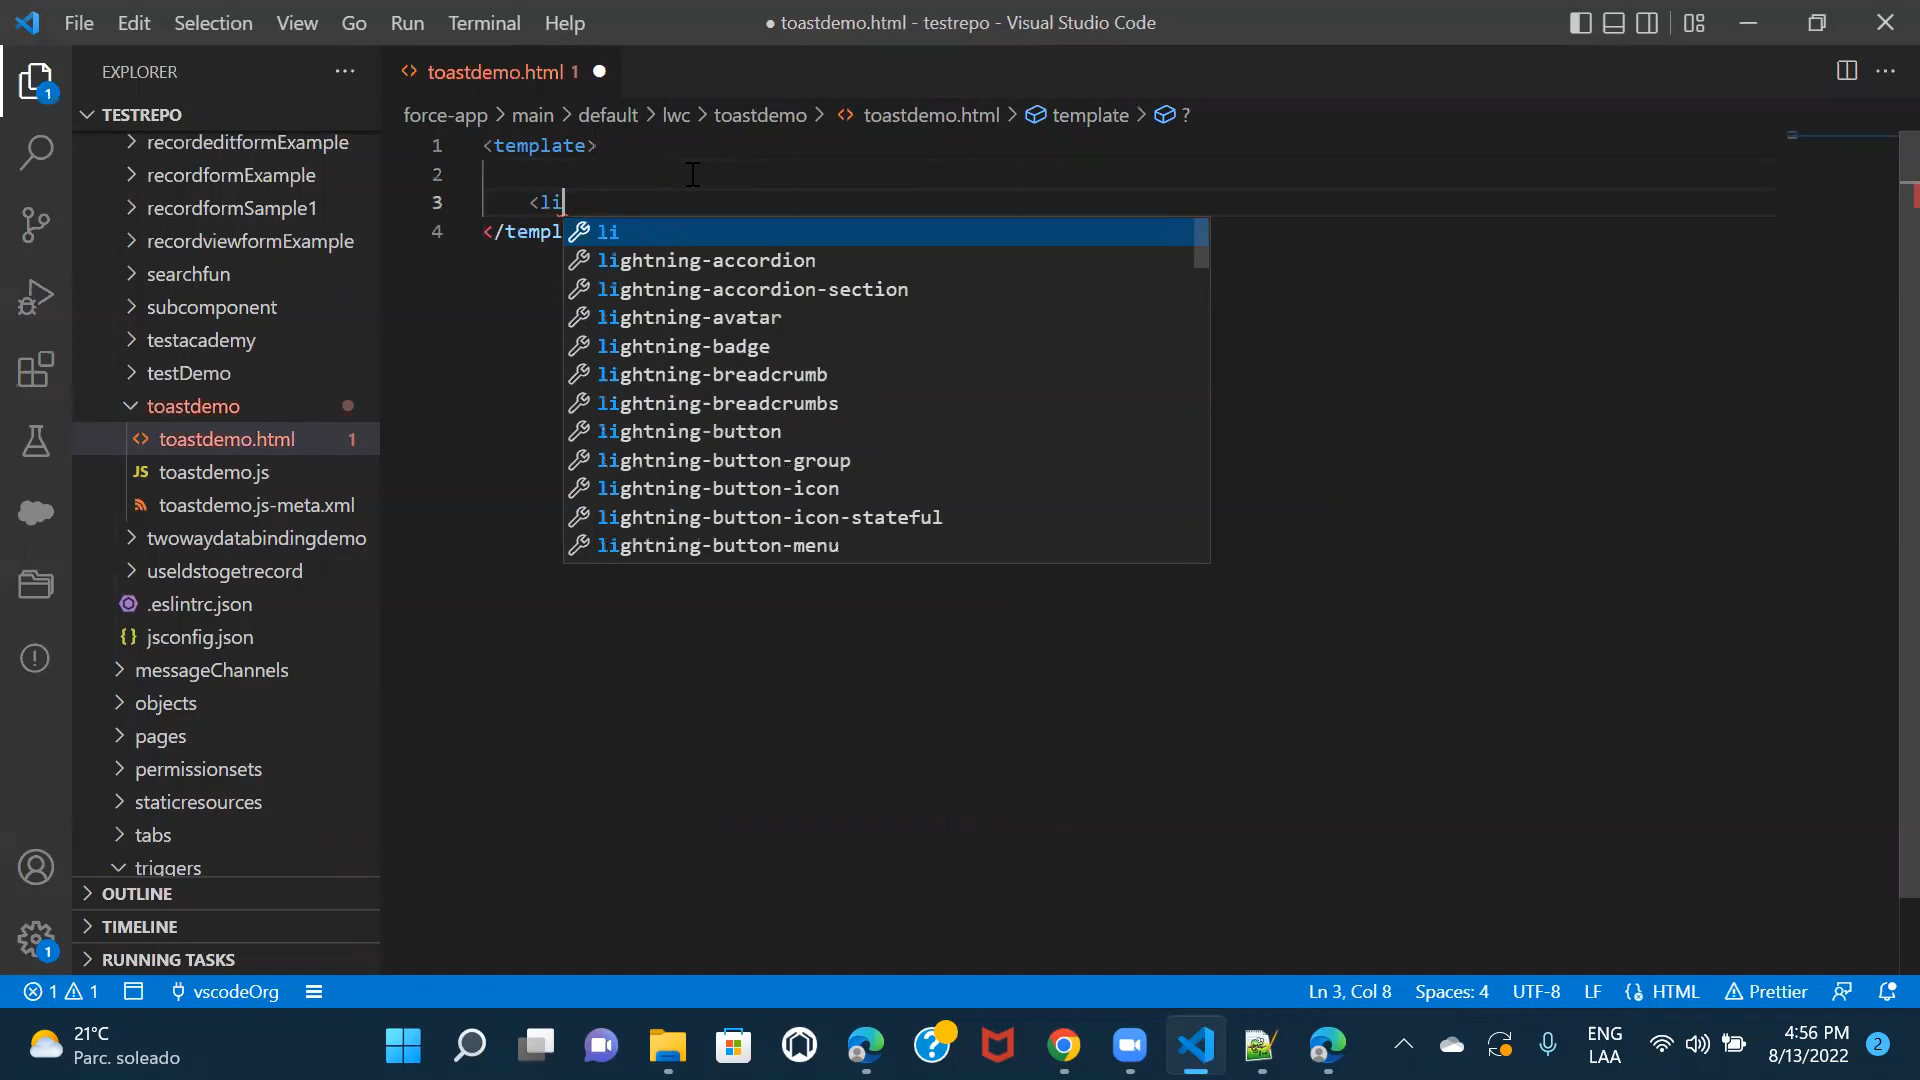 File Edit Selection View Go Run Terminal Help
● toastdemo.html - testrepo - Visual Studio Code
EXPLORER
toastdemo.html 1
TESTREPO
force-app > main > default > lwc > toastdemo > toastdemo.html > template > ?
recordeditformExample
recordformExample
recordformSample1
recordviewformExample
searchfun
subcomponent
testacademy
testDemo
toastdemo
toastdemo.html 1
JS toastdemo.js
toastdemo.js-meta.xml
twowaydatabindingdemo
useldstogetrecord
.eslintrc.json
{} jsconfig.json
messageChannels
objects
pages
permissionsets
staticresources
tabs
triggers
OUTLINE
TIMELINE
RUNNING TASKS
1
1
1 <template>
2
3 <li
4 </templ
li
lightning-accordion
lightning-accordion-section
lightning-avatar
lightning-badge
lightning-breadcrumb
lightning-breadcrumbs
lightning-button
lightning-button-group
lightning-button-icon
lightning-button-icon-stateful
lightning-button-menu
1 1 vscodeOrg
Ln 3, Col 8 Spaces: 4 UTF-8 LF HTML Prettier
21°C
Parc. soleado
ENG
LAA
4:56 PM
8/13/2022
2